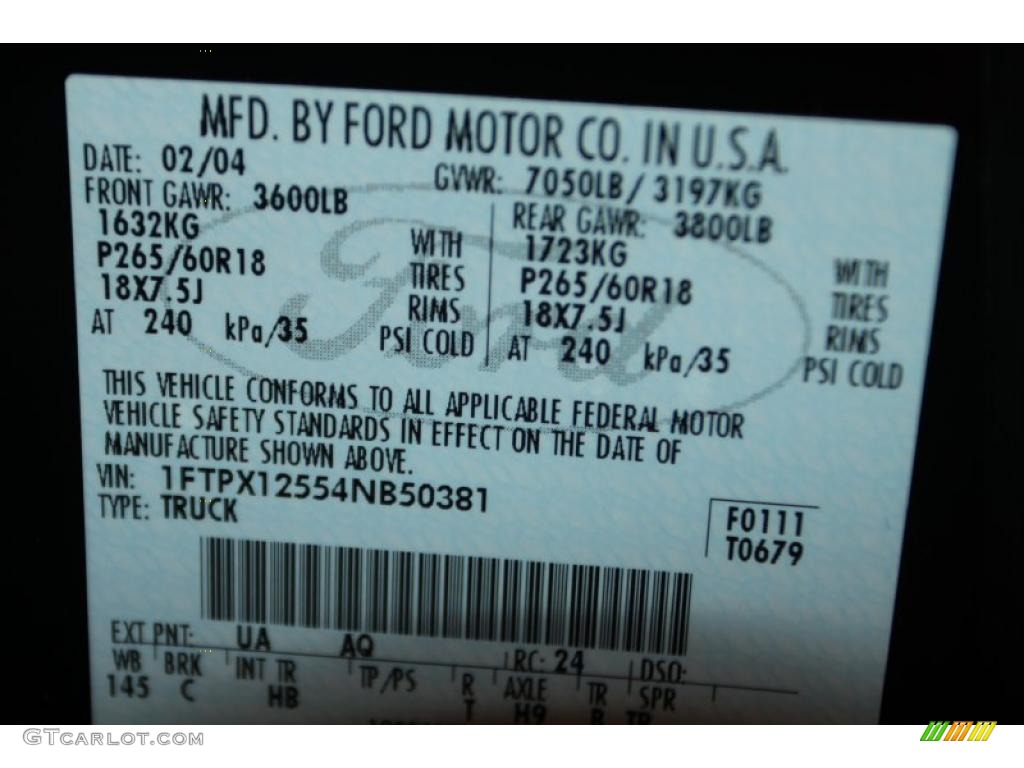 MFD. BY FORD MOTOR CO. IN U.S.A.
DATE: 02/04 GVWR: 7050LB/ 3197KG
FRONT GAWR: 3600LB REAR GAWR: 3800LB
1632KG WITH 1723KG WITH
P265/60R18 TIRES P265/60R18 TIRES
18X7.5J RIMS 18X7.5J RIMS
AT 240 kPa/35 PSI COLD AT 240 kPa/35 PSI COLD
Ford
THIS VEHICLE CONFORMS TO ALL APPLICABLE FEDERAL MOTOR
VEHICLE SAFETY STANDARDS IN EFFECT ON THE DATE OF
MANUFACTURE SHOWN ABOVE.
VIN: 1FTPX12554NB50381
TYPE: TRUCK
F0111
T0679
EXT PNT: UA AQ RC: 24 DSO:
WB BRK INT TR TP/PS R AXLE TR SPR
145 C HB T H9 B TR
GTCARLOT.COM